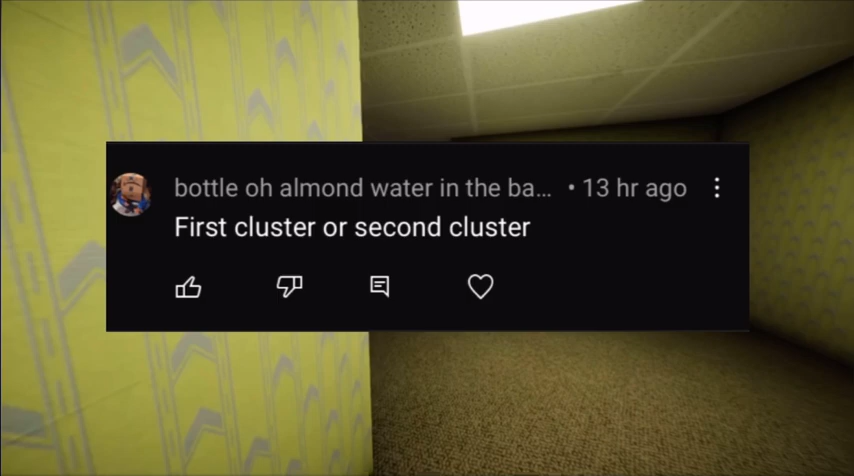 bottle oh almond water in the ba... • 13 hr ago
First cluster or second cluster